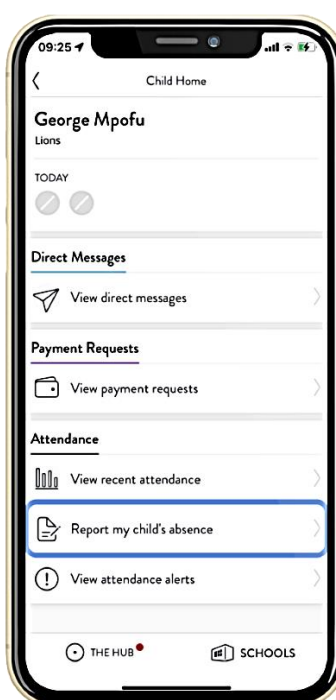 09:25
Child Home
George Mpofu
Lions
TODAY
Direct Messages
View direct messages
Payment Requests
View payment requests
Attendance
View recent attendance
Report my child's absence
View attendance alerts
THE HUB
SCHOOLS